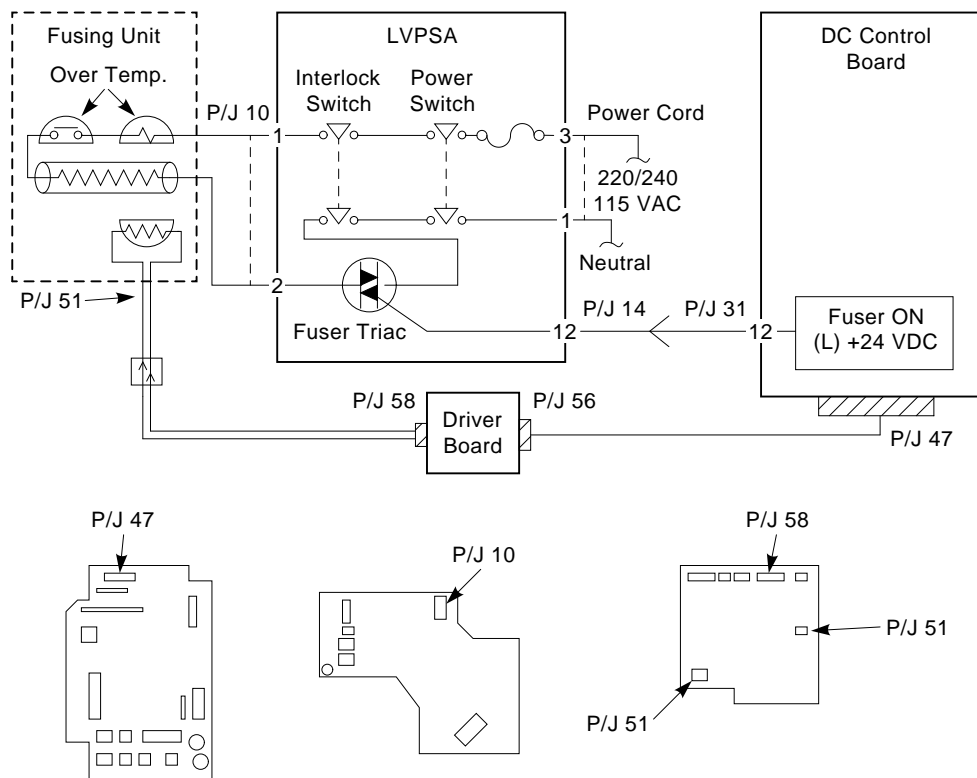 Fusing Unit
Over Temp.
P/J 10
LVPSA
Interlock
Switch
Power
Switch
1
3
Power Cord
220/240
115 VAC
1
Neutral
2
Fuser Triac
12
P/J 14
P/J 31
12
DC Control
Board
Fuser ON
(L) +24 VDC
P/J 51
P/J 58
Driver
Board
P/J 56
P/J 47
P/J 47
P/J 10
P/J 58
P/J 51
P/J 51